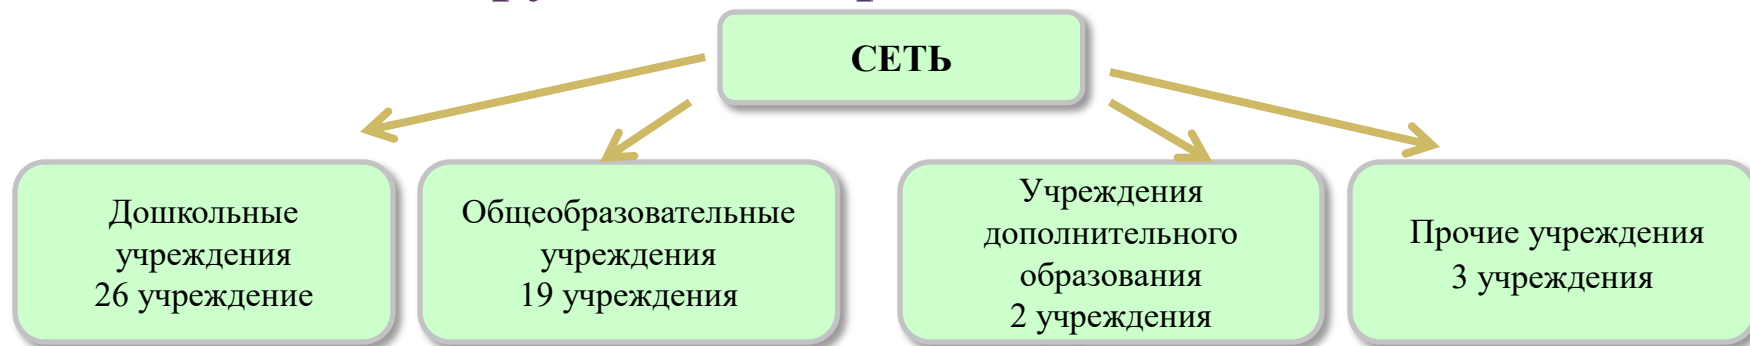 СЕТЬ
Дошкольные
учреждения
26 учреждение
Общеобразовательные
учреждения
19 учреждения
Учреждения
дополнительного
образования
2 учреждения
Прочие учреждения
3 учреждения